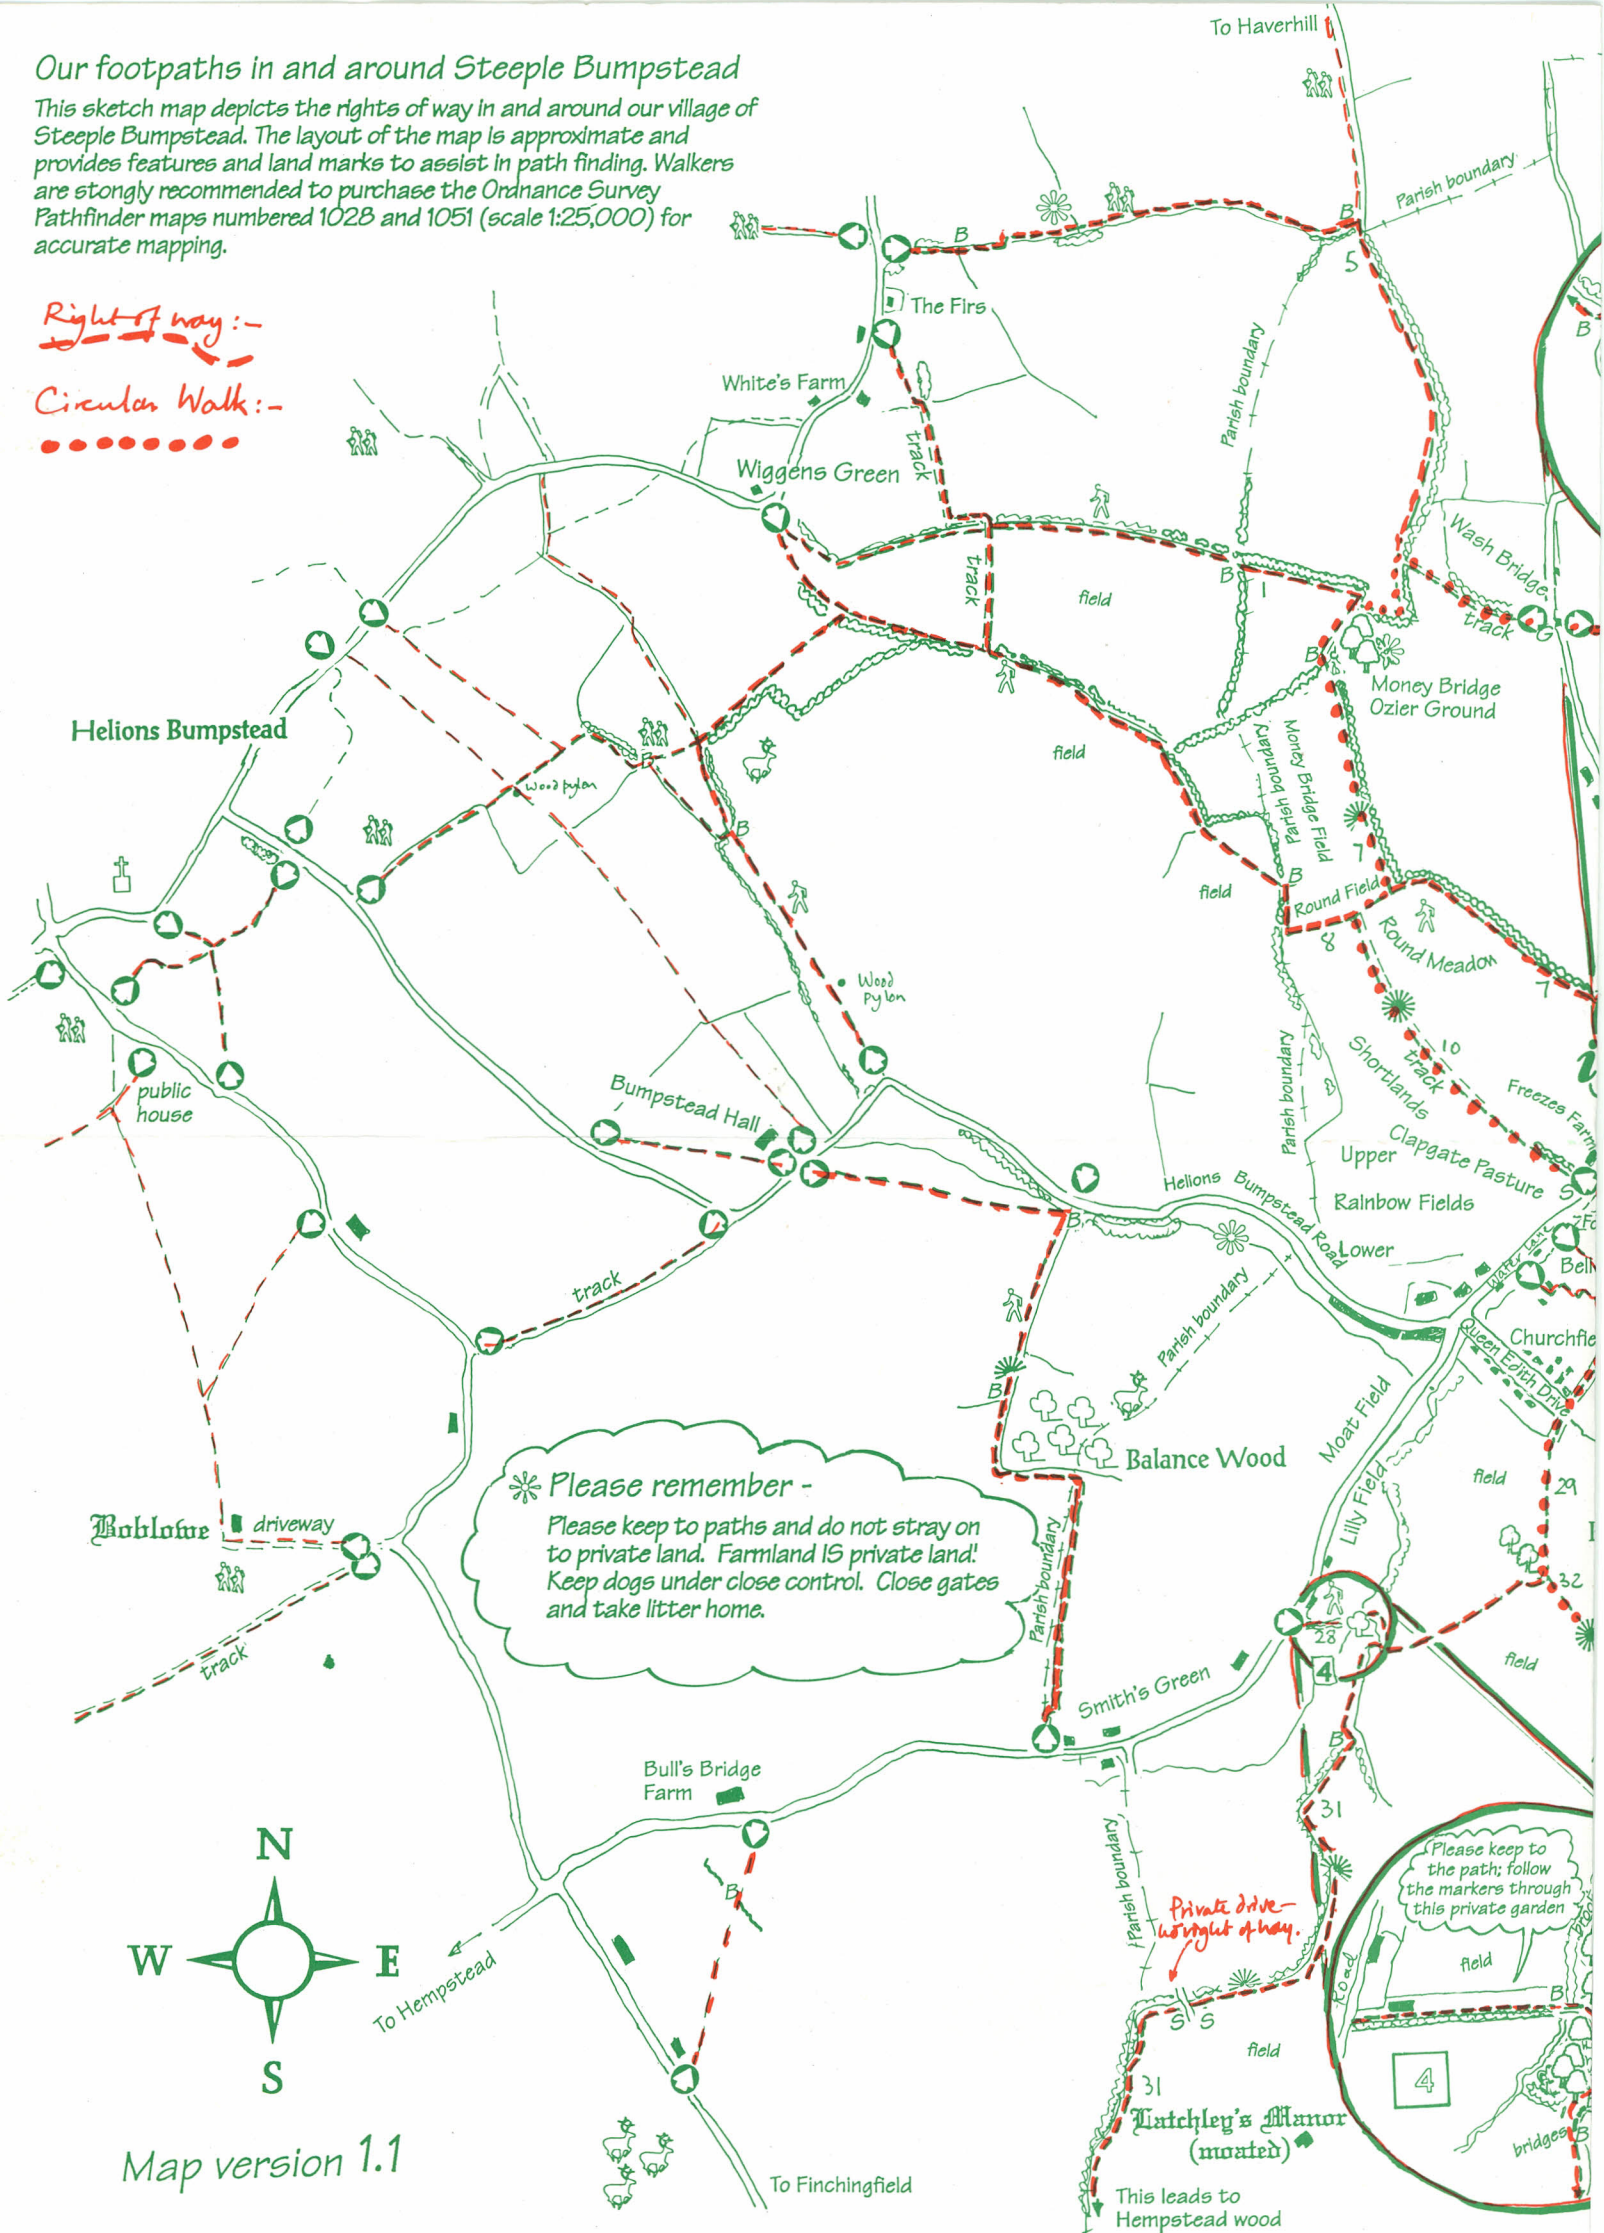 Our footpaths in and around Steeple Bumpstead
This sketch map depicts the rights of way in and around our village of
Steeple Bumpstead. The layout of the map is approximate and
provides features and land marks to assist in path finding. Walkers
are stongly recommended to purchase the Ordnance Survey
Pathfinder maps numbered 1028 and 1051 (scale 1:25,000) for
accurate mapping.
Right of way :-
Circular Walk :-
To Haverhill
Parish boundary
B
B
5
B
The Firs
Parish boundary
White's Farm
track
Wiggens Green
Wash Bridge
track
field
B
1
track
G
B
Money Bridge
Ozier Ground
Helions Bumpstead
field
Money Bridge Field
Parish boundary
Wood pylon
B
B
7
field
B
Round Field
8
Round Meadow
7
Wood
pylon
10
track
Shortlands
Parish boundary
Freezes Farm
public
house
Bumpstead Hall
Clapgate Pasture
S
Upper
Rainbow Fields
Lower
Helions Bumpstead Road
B
Water Lane
track
Parish boundary
Queen Edith Drive
B
Moat Field
Balance Wood
Lilly Field
field
29
32
Please remember -
Please keep to paths and do not stray on
to private land. Farmland IS private land!
Keep dogs under close control. Close gates
and take litter home.
Boblowe
driveway
track
Parish boundary
28
4
field
Smith's Green
B
31
Bull's Bridge
Farm
B
Parish boundary
Please keep to
the path; follow
the markers through
this private garden
Private drive -
no right of way.
Road
field
B
S S
field
4
31
bridges
B
N
W
E
S
To Hempstead
Latchley's Manor
(moated)
Map version 1.1
To Finchingfield
This leads to
Hempstead wood